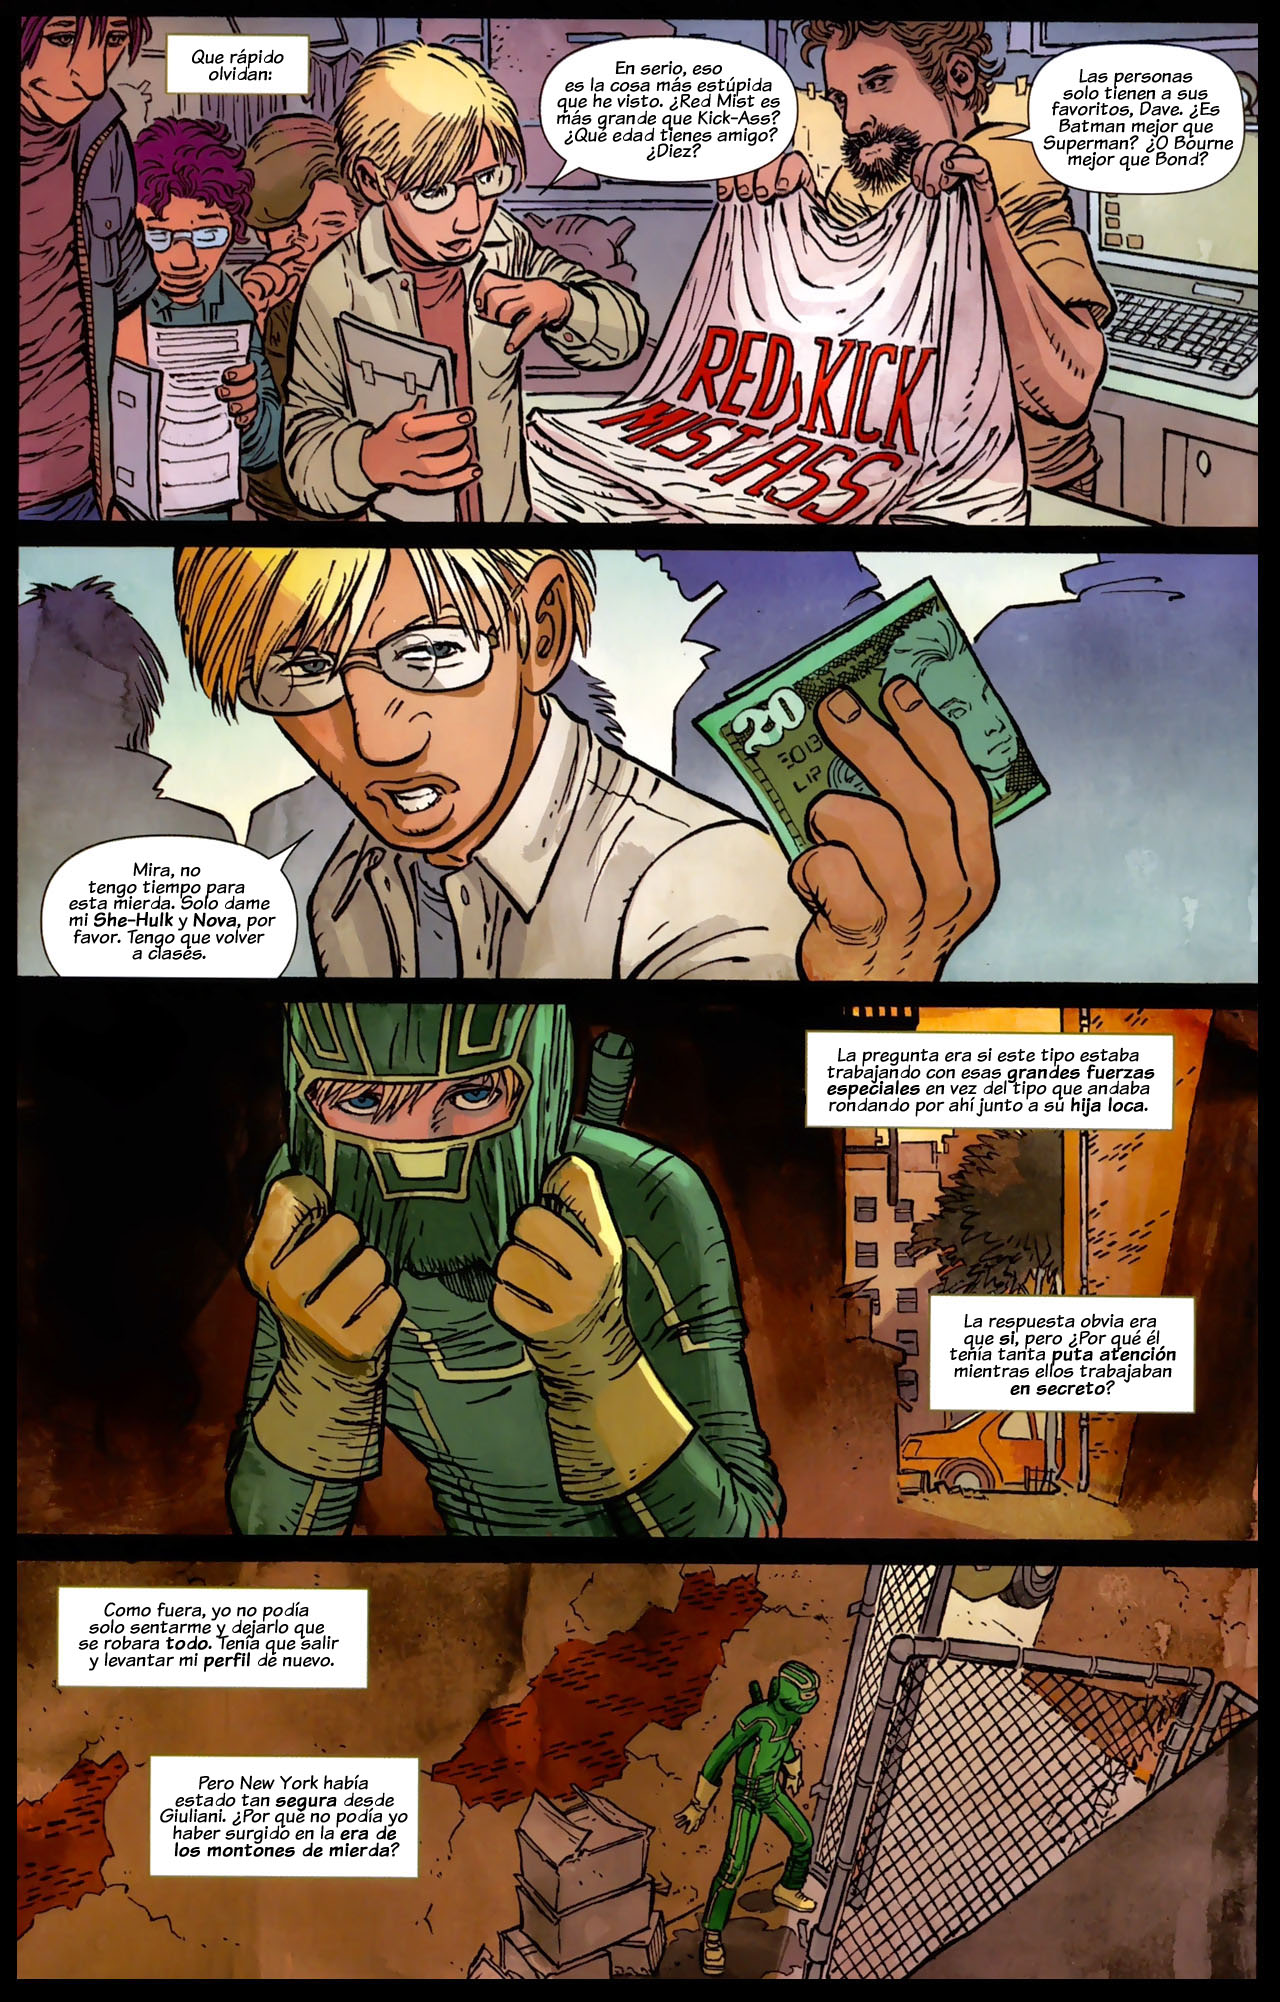 Que rápido
olvidan:
En serio, eso
es la cosa más estúpida
que he visto. ¿Red Mist es
más grande que Kick-Ass?
¿Qué edad tienes amigo?
¿Diez?
Las personas
solo tienen a sus
favoritos, Dave. ¿Es
Batman mejor que
Superman? ¿O Bourne
mejor que Bond?
RED>KICK
MIST ASS
20
Mira, no
tengo tiempo para
esta mierda. Solo dame
mi She-Hulk y Nova, por
favor. Tengo que volver
a clases.
La pregunta era si este tipo estaba
trabajando con esas grandes fuerzas
especiales en vez del tipo que andaba
rondando por ahí junto a su hija loca.
La respuesta obvia era
que si, pero ¿Por qué él
tenía tanta puta atención
mientras ellos trabajaban
en secreto?
Como fuera, yo no podía
solo sentarme y dejarlo que
se robara todo. Tenía que salir
y levantar mi perfil de nuevo.
Pero New York había
estado tan segura desde
Giuliani. ¿Por que no podía yo
haber surgido en la era de
los montones de mierda?